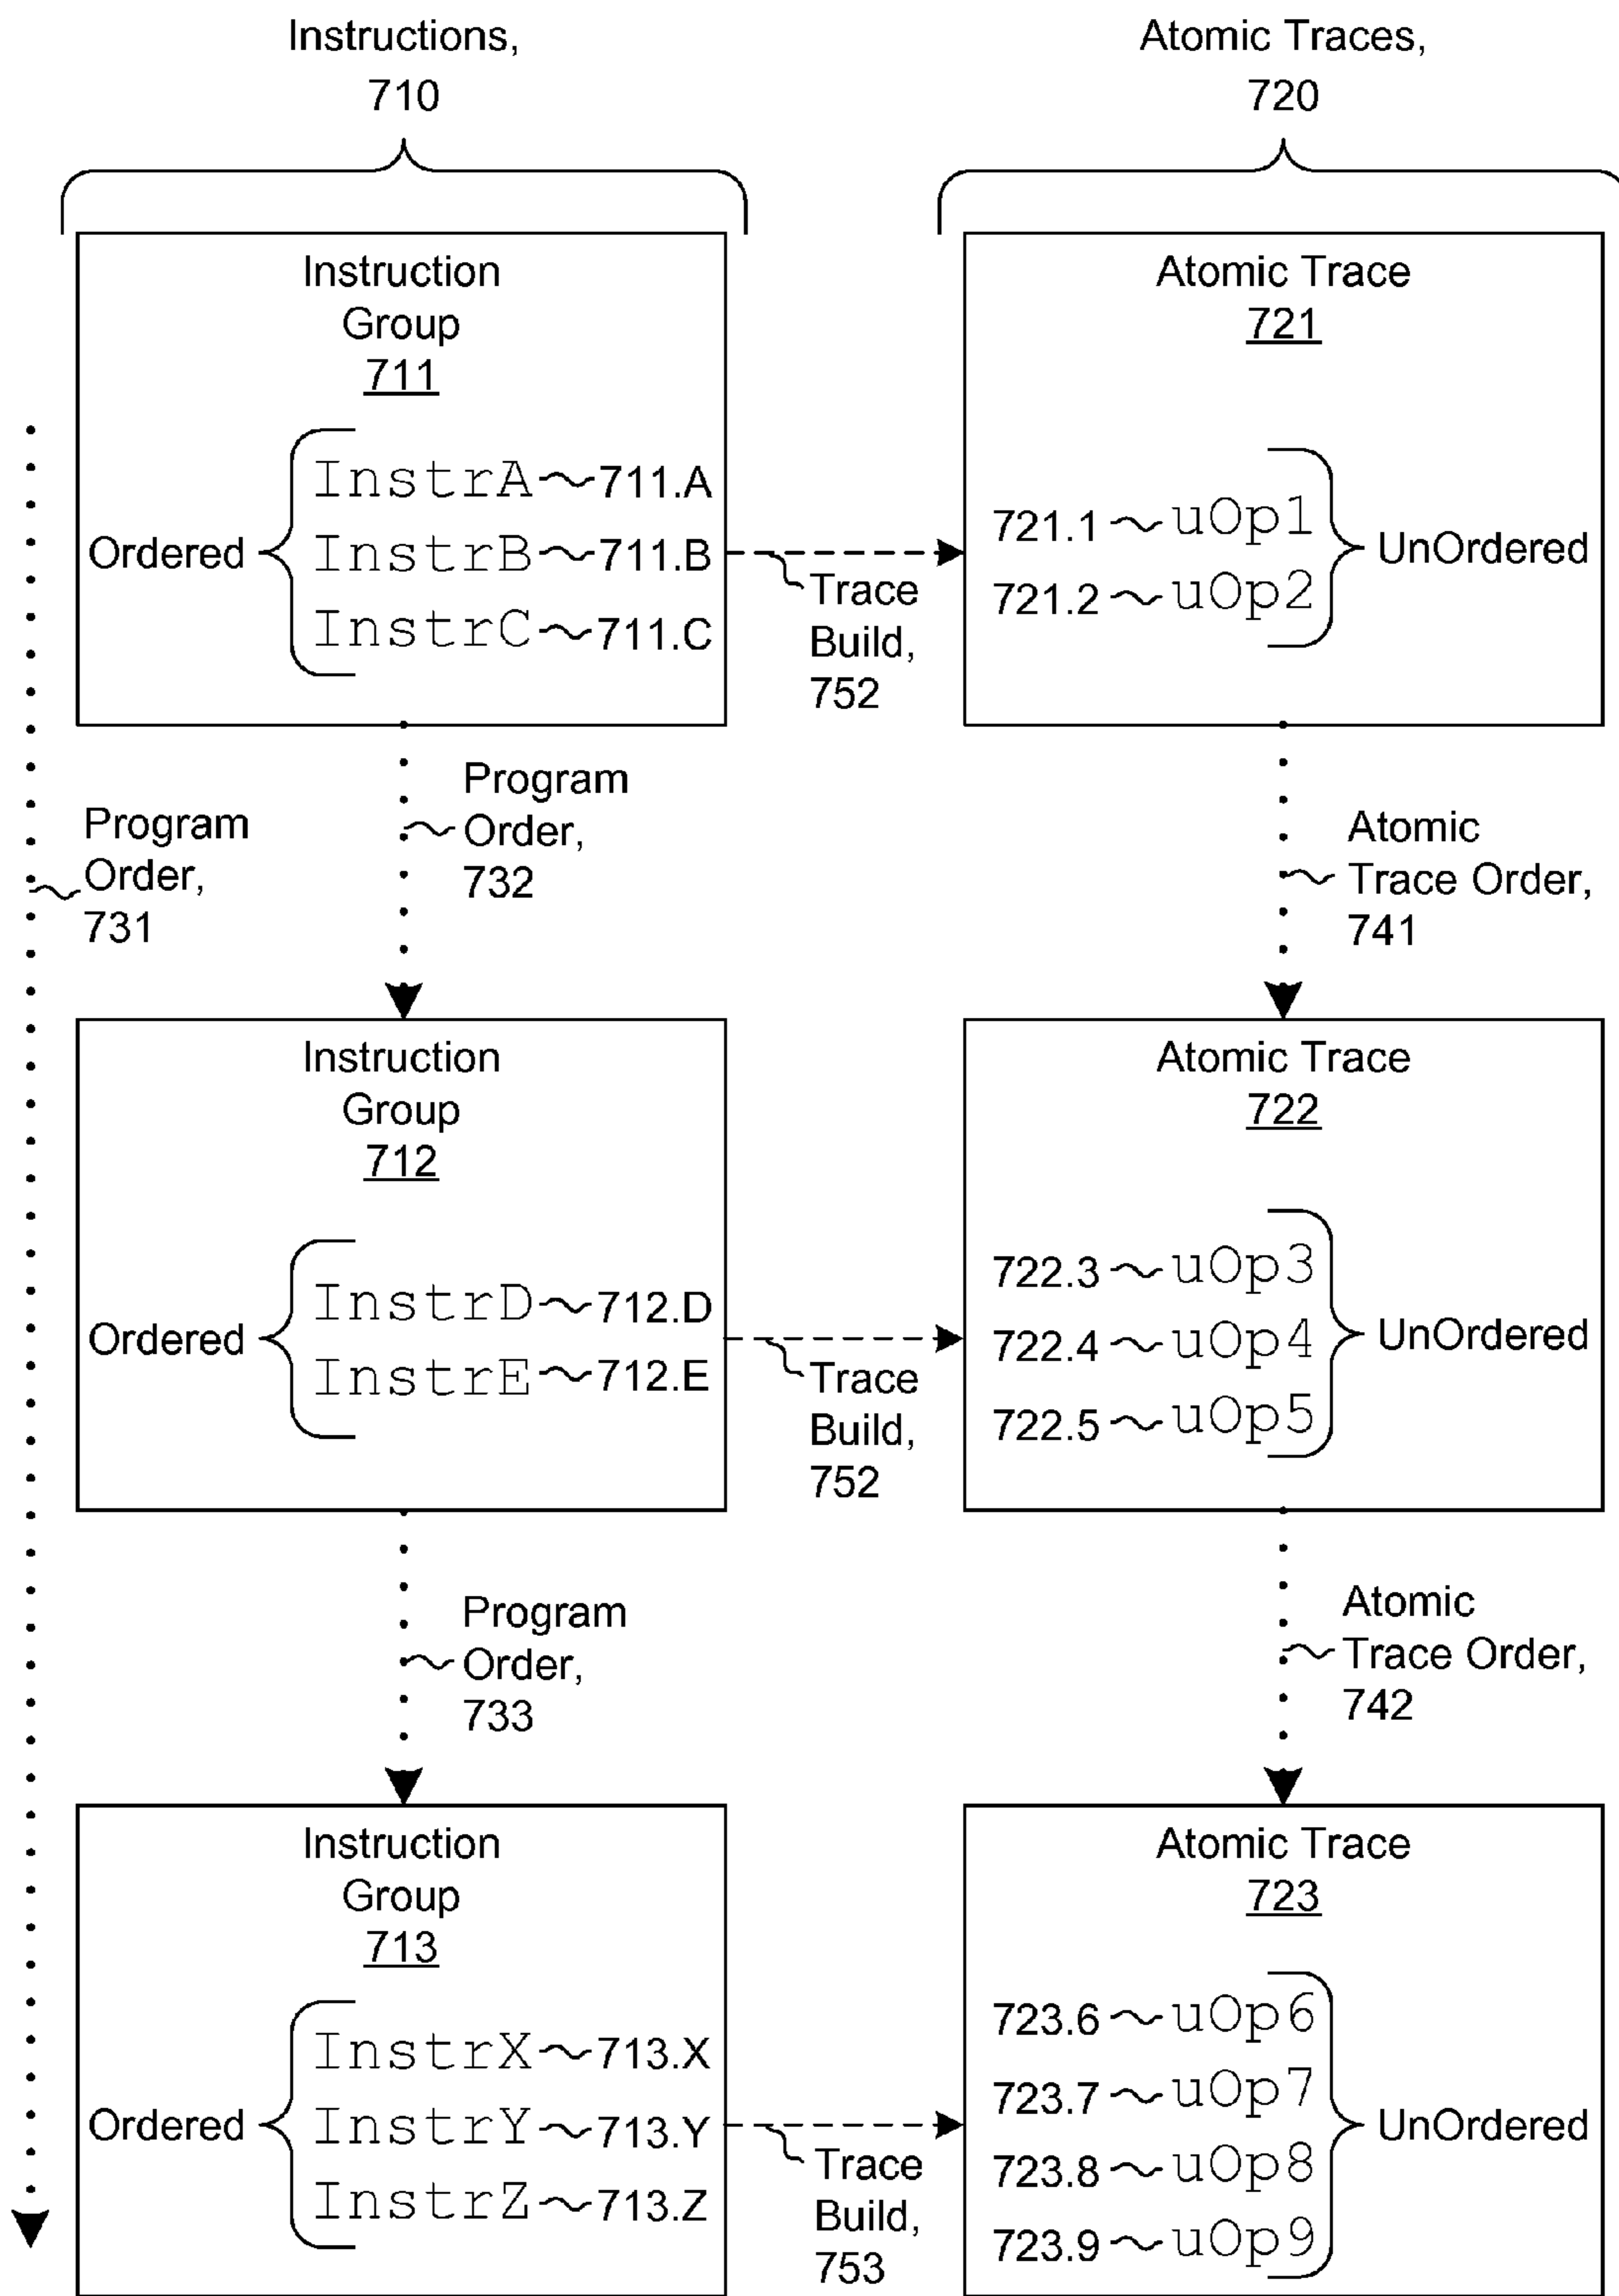 Instructions,
710
Atomic Traces,
720
Instruction
Group
711
Ordered
InstrA 711.A
InstrB 711.B
InstrC 711.C
Trace
Build,
752
Atomic Trace
721
721.1 uOp1
721.2 uOp2
UnOrdered
Program
Order,
731
Program
Order,
732
Atomic
Trace Order,
741
Instruction
Group
712
Ordered
InstrD 712.D
InstrE 712.E
Trace
Build,
752
Atomic Trace
722
722.3 uOp3
722.4 uOp4
722.5 uOp5
UnOrdered
Program
Order,
733
Atomic
Trace Order,
742
Instruction
Group
713
Ordered
InstrX 713.X
InstrY 713.Y
InstrZ 713.Z
Trace
Build,
753
Atomic Trace
723
723.6 uOp6
723.7 uOp7
723.8 uOp8
723.9 uOp9
UnOrdered